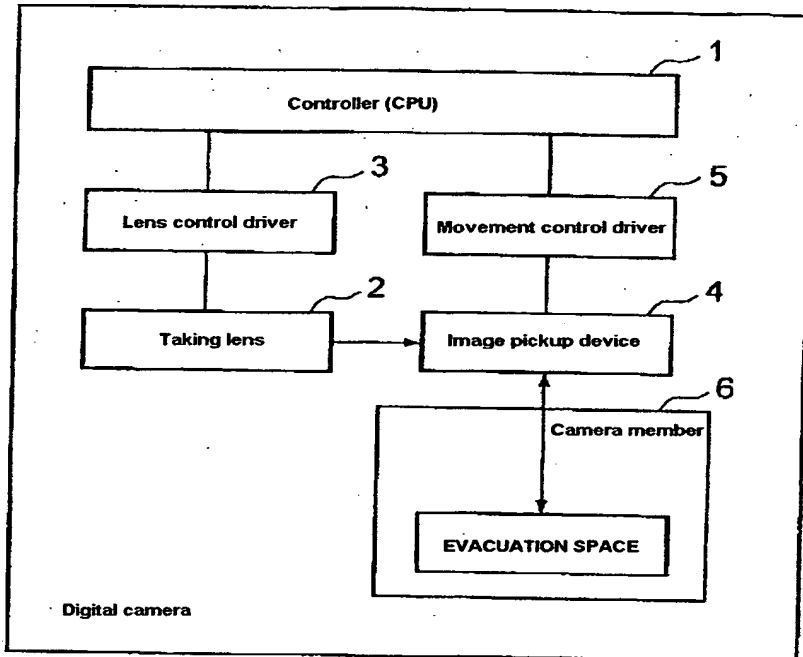 1
Controller (CPU)
3
5
Lens control driver
Movement control driver
2
4
Taking lens
Image pickup device
6
Camera member
EVACUATION SPACE
Digital camera